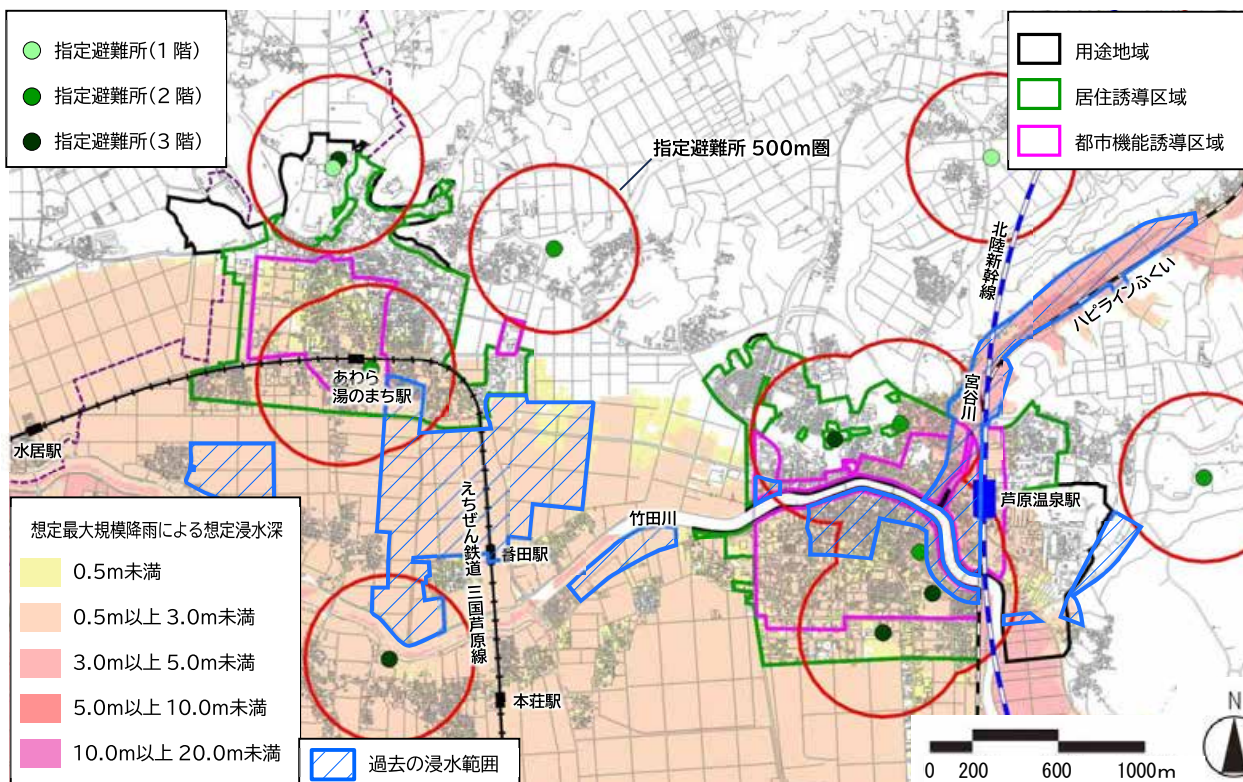 指定避難所(1階)
指定避難所(2階)
指定避難所(3階)
用途地域
居住誘導区域
都市機能誘導区域
指定避難所 500m圏
北陸新幹線
ハピラインふくい
宮谷川
あわら
湯のまち駅
水居駅
芦原温泉駅
竹田川
えちぜん鉄道 三国芦原線
番田駅
本荘駅
想定最大規模降雨による想定浸水深
0.5m未満
0.5m以上 3.0m未満
3.0m以上 5.0m未満
5.0m以上 10.0m未満
10.0m以上 20.0m未満
過去の浸水範囲
N
0 200 600 1000m